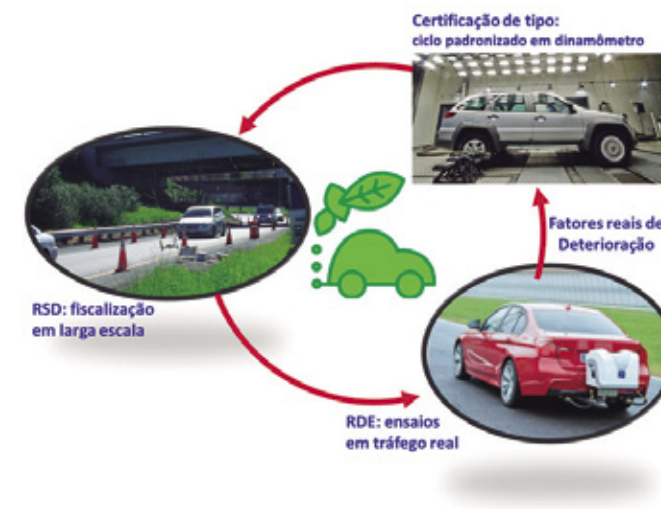 Certificação de tipo:
ciclo padronizado em dinamômetro
RSD: fiscalização
em larga escala
Fatores reais de
Deterioração
RDE: ensaios
em tráfego real